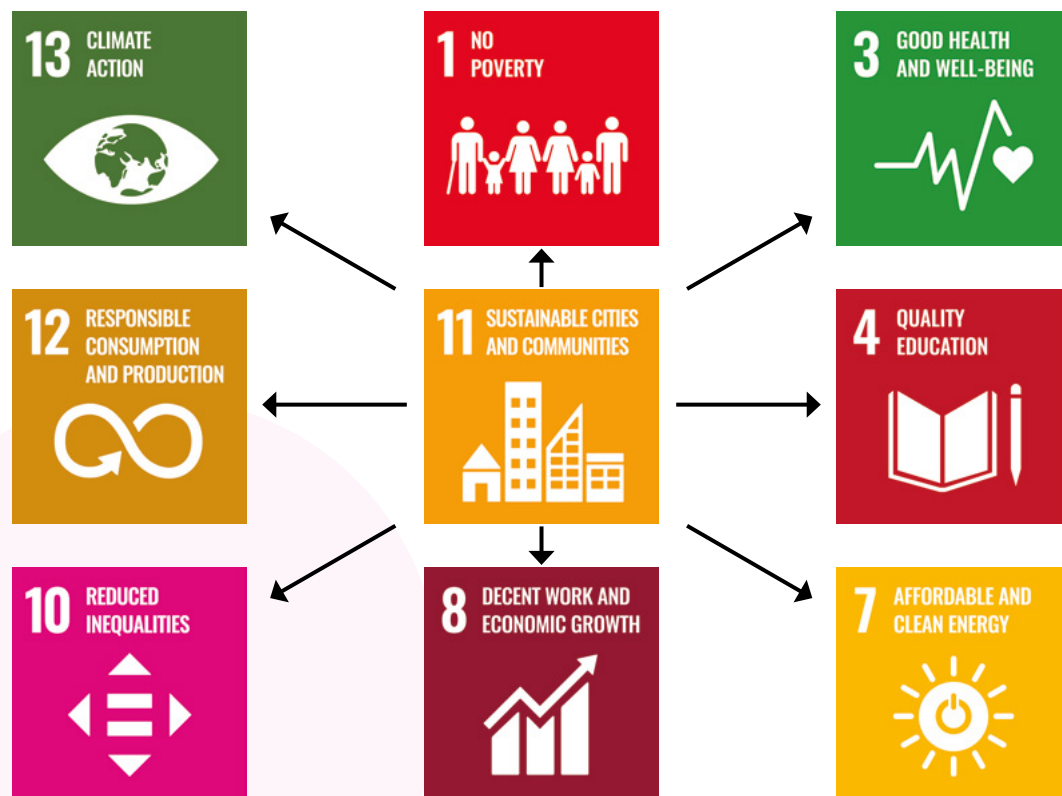 13 CLIMATE
ACTION
1 NO
POVERTY
3 GOOD HEALTH
AND WELL-BEING
12 RESPONSIBLE
CONSUMPTION
AND PRODUCTION
11 SUSTAINABLE CITIES
AND COMMUNITIES
4 QUALITY
EDUCATION
10 REDUCED
INEQUALITIES
8 DECENT WORK AND
ECONOMIC GROWTH
7 AFFORDABLE AND
CLEAN ENERGY